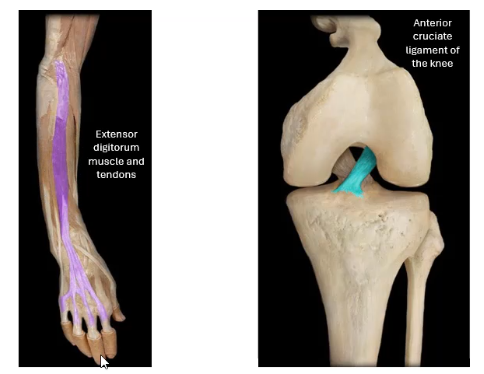 Extensor
digitorum
muscle and
tendons
Anterior
cruciate
ligament of
the knee